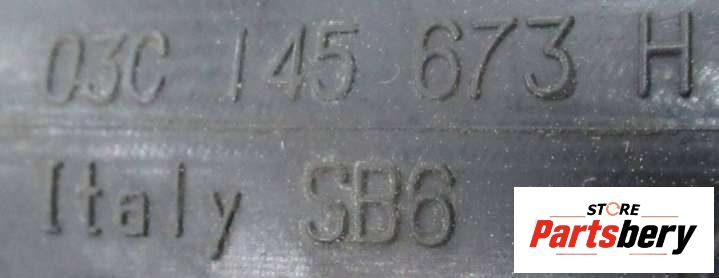 03C 145 673 H
Italy SB6
STORE
Partsbery